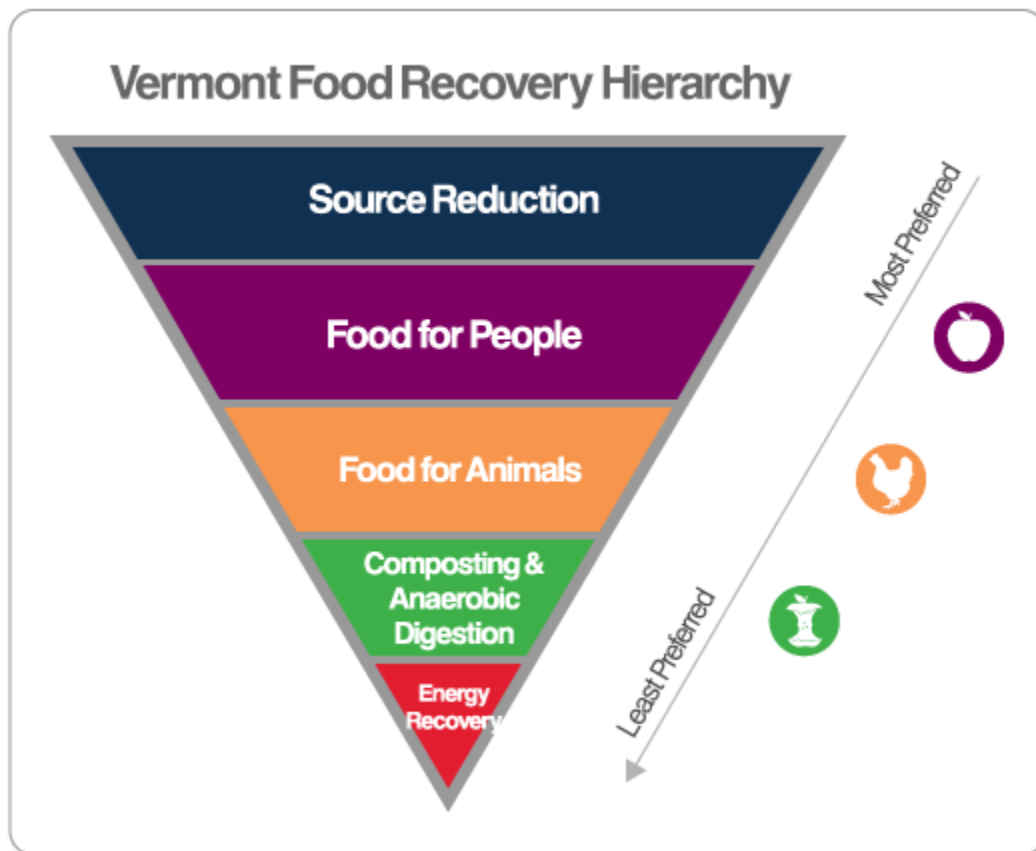 Vermont Food Recovery Hierarchy
Source Reduction
Food for People
Food for Animals
Composting &
Anaerobic
Digestion
Energy
Recovery
Most Preferred
Least Preferred